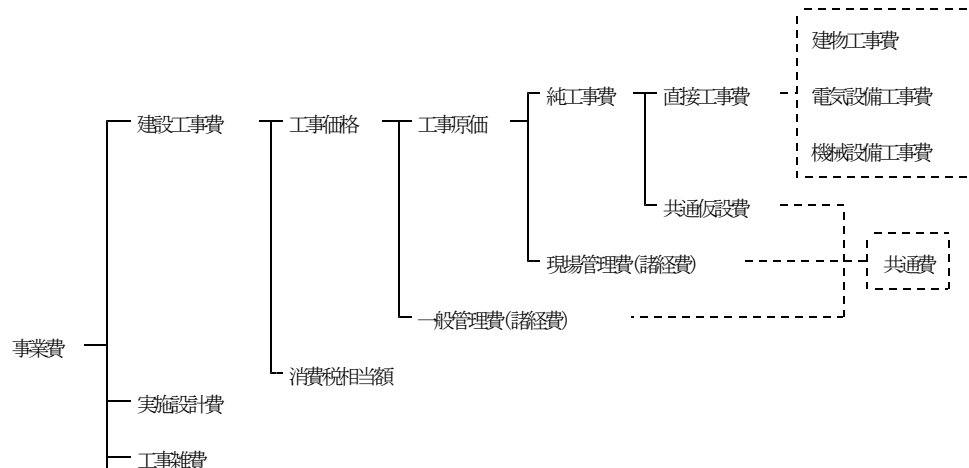 建物工事費
純工事費
直接工事費
電気設備工事費
建設工事費
工事価格
工事原価
機械設備工事費
共通仮設費
現場管理費(諸経費)
共通費
一般管理費(諸経費)
事業費
消費税相当額
実施設計費
工事雑費